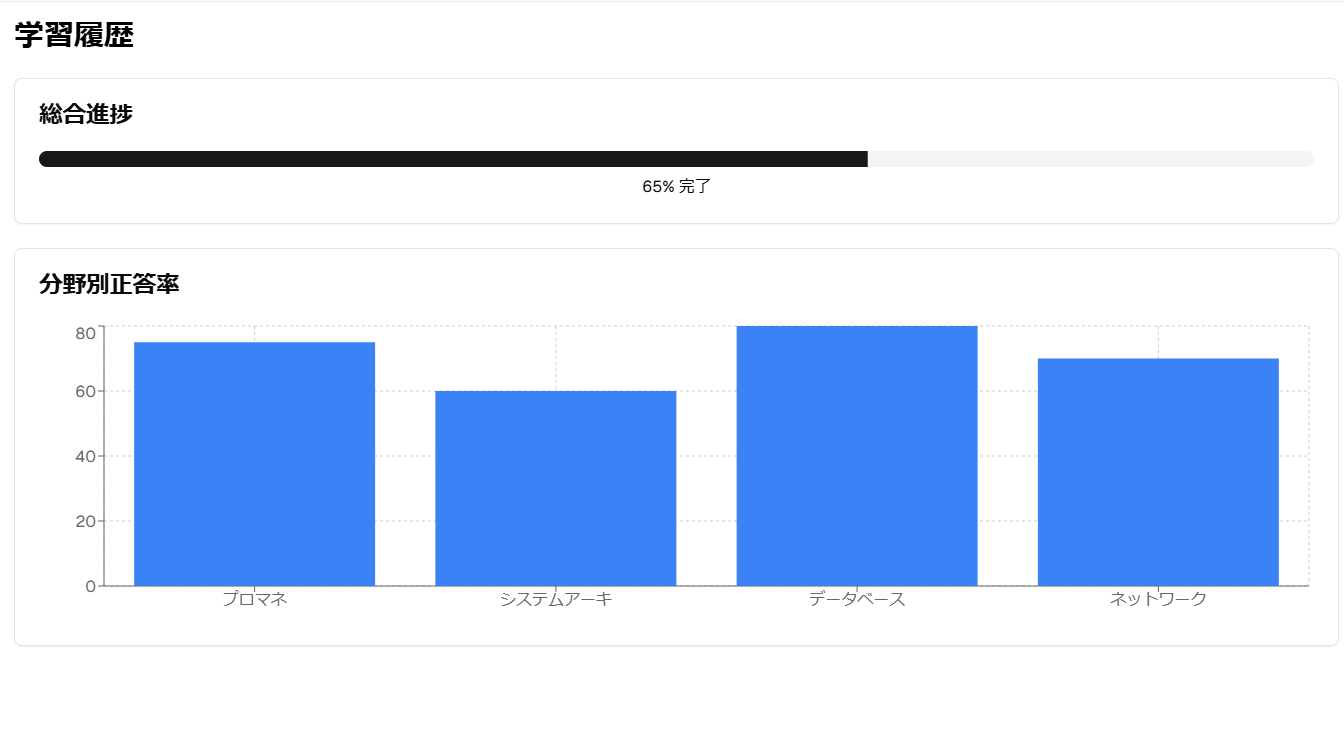 学習履歴
総合進捗
65% 完了
分野別正答率
80
60
40
20
0
プロマネ
システムアーキ
データベース
ネットワーク